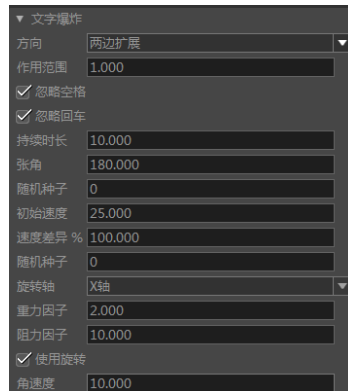 文字爆炸
方向 两边扩展
作用范围 1.000
忽略空格
忽略回车
持续时长 10.000
张角 180.000
随机种子 0
初始速度 25.000
速度差异 % 100.000
随机种子 0
旋转轴 X轴
重力因子 2.000
阻力因子 10.000
使用旋转
角速度 10.000